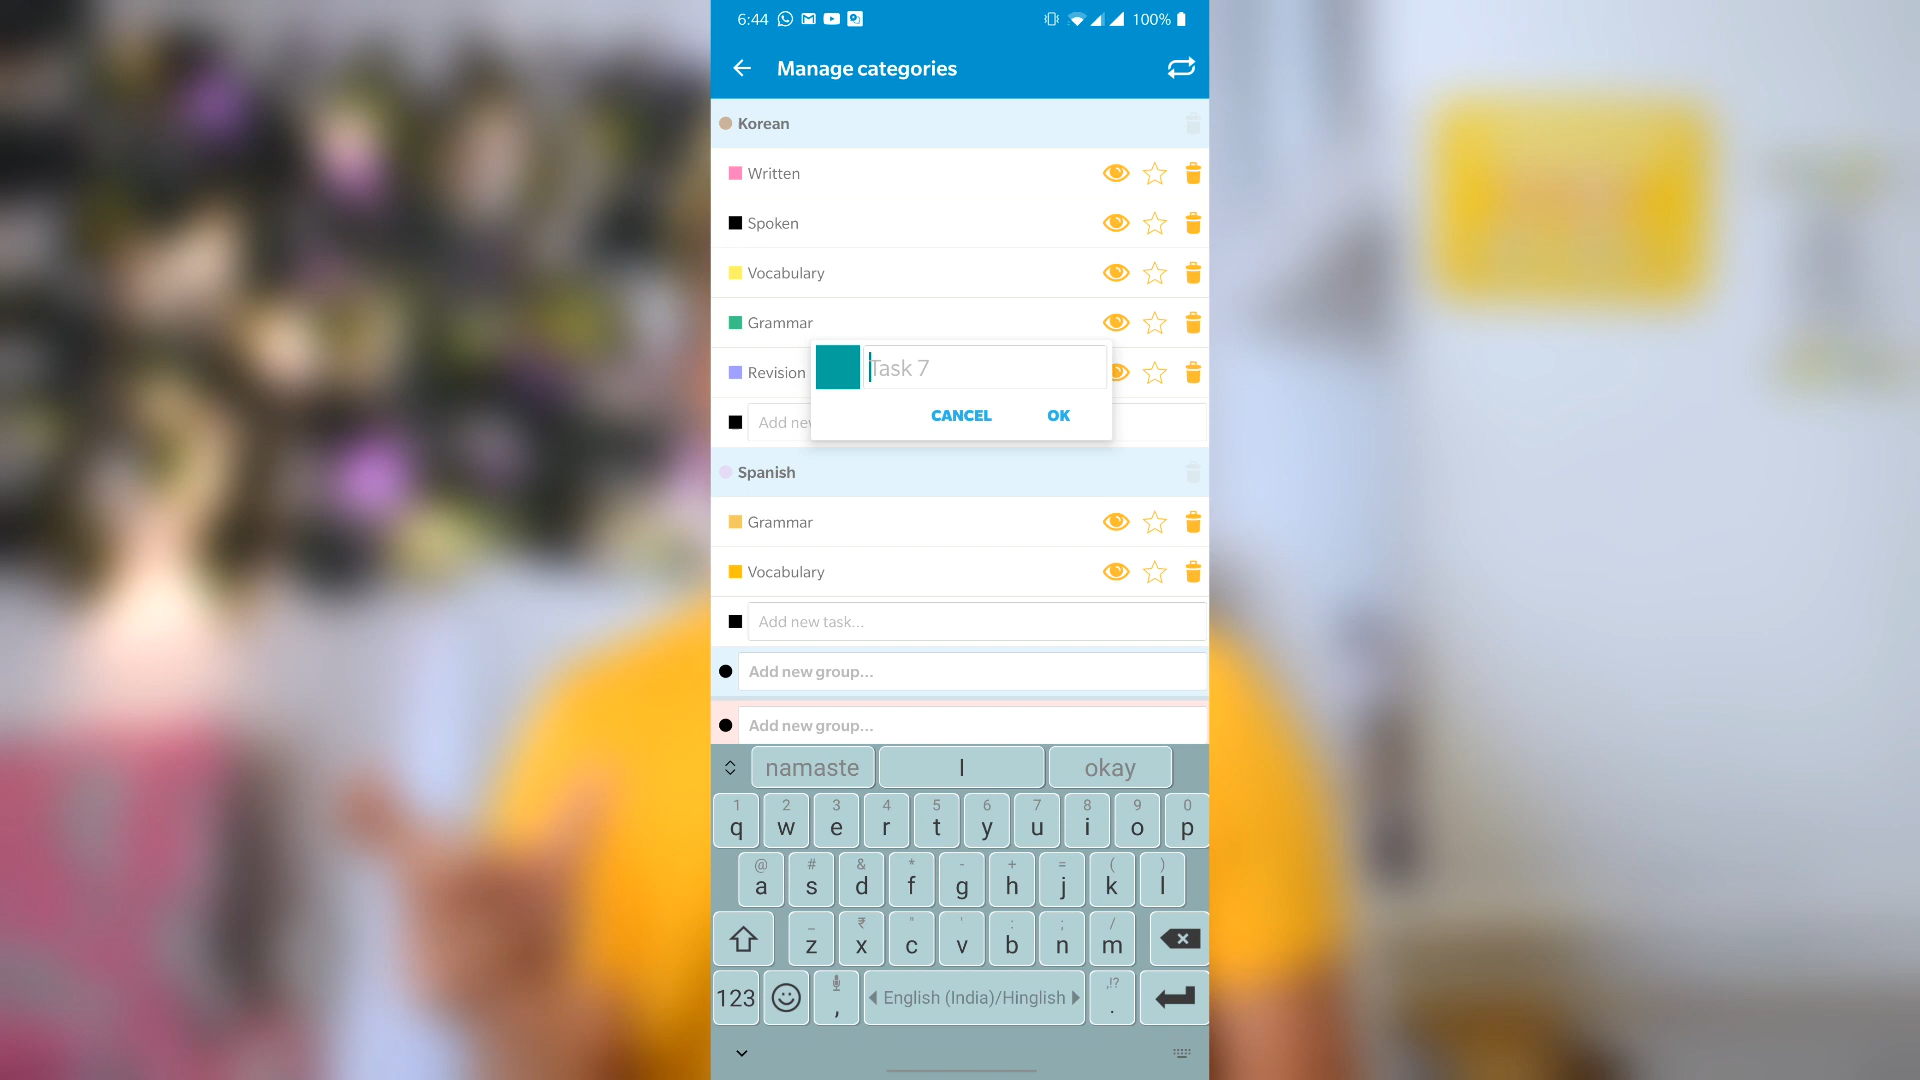 6:44 100%
Manage categories
Korean
Written
Spoken
Vocabulary
Grammar
Revision
Task 7
CANCEL OK
Add new
Spanish
Grammar
Vocabulary
Add new task...
Add new group...
Add new group...
namaste I okay
1 2 3 4 5 6 7 8 9 0
q w e r t y u i o p
@ # & * - + = ( )
a s d f g h j k l
_ ₹ " ' : ; /
z x c v b n m
123 , English (India)/Hinglish ,!? .